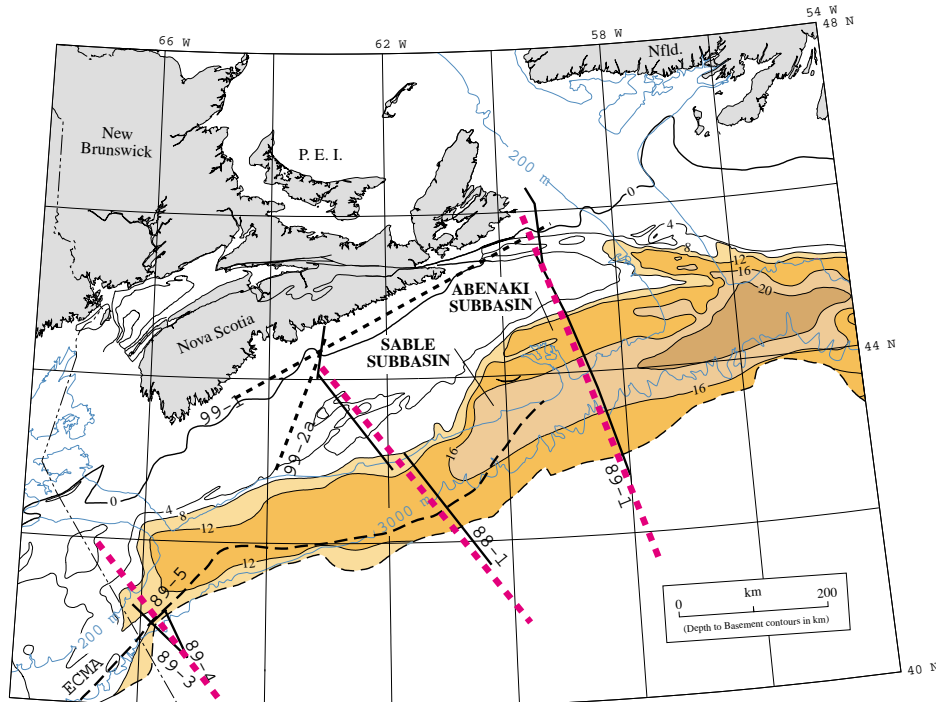 54 W
48 N
66 W
62 W
58 W
Nfld.
New
Brunswick
P. E. I.
200 m
0
4
8
12
16
20
ABENAKI
SUBBASIN
Nova Scotia
SABLE
SUBBASIN
44 N
16
99-1
99-2a
16
89-1
0
4
8
12
3000 m
88-1
12
89-5
200 m
89-4
89-3
ECMA
km
0
200
(Depth to Basement contours in km)
40 N